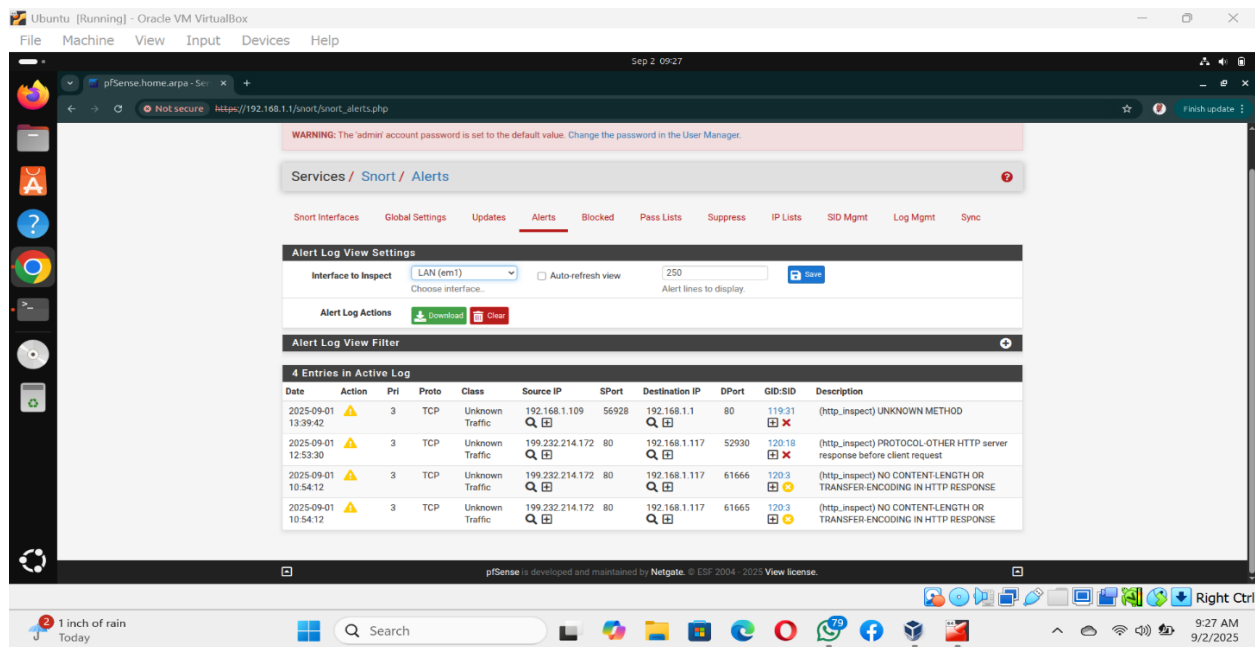 Ubuntu [Running] - Oracle VM VirtualBox
File Machine View Input Devices Help
Sep 2 09:27
pfSense.home.arpa - Ser
Not secure https://192.168.1.1/snort/snort_alerts.php
Finish update
WARNING: The 'admin' account password is set to the default value. Change the password in the User Manager.
Services / Snort / Alerts
Snort Interfaces Global Settings Updates Alerts Blocked Pass Lists Suppress IP Lists SID Mgmt Log Mgmt Sync
Alert Log View Settings
Interface to Inspect LAN (em1) Auto-refresh view 250 Save
Choose interface.. Alert lines to display.
Alert Log Actions Download Clear
Alert Log View Filter
4 Entries in Active Log
Date Action Pri Proto Class Source IP SPort Destination IP DPort GID:SID Description
2025-09-01 3 TCP Unknown 192.168.1.109 56928 192.168.1.1 80 119:31 (http_inspect) UNKNOWN METHOD
13:39:42 Traffic
2025-09-01 3 TCP Unknown 199.232.214.172 80 192.168.1.117 52930 120:18 (http_inspect) PROTOCOL-OTHER HTTP server
12:53:30 Traffic response before client request
2025-09-01 3 TCP Unknown 199.232.214.172 80 192.168.1.117 61666 120:3 (http_inspect) NO CONTENT-LENGTH OR
10:54:12 Traffic TRANSFER-ENCODING IN HTTP RESPONSE
2025-09-01 3 TCP Unknown 199.232.214.172 80 192.168.1.117 61665 120:3 (http_inspect) NO CONTENT-LENGTH OR
10:54:12 Traffic TRANSFER-ENCODING IN HTTP RESPONSE
pfSense is developed and maintained by Netgate. © ESF 2004 - 2025 View license.
Right Ctrl
2
1 inch of rain
Today
Search
79
9:27 AM
9/2/2025